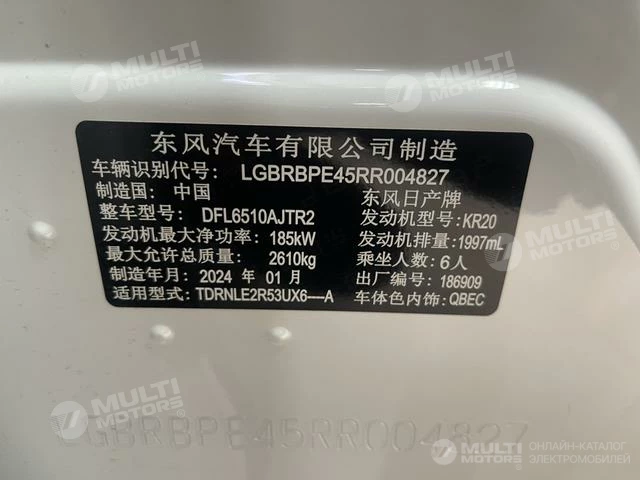 东风汽车有限公司制造
车辆识别代号： LGBRBPE45RR004827
制造国： 中国 东风日产牌
整车型号： DFL6510AJTR2 发动机型号：KR20
发动机最大净功率：185kW 发动机排量：1997mL
最大允许总质量： 2610kg 乘坐人数：6人
制造年月：2024 年 01月 出厂编号：186909
适用型式：TDRNLE2R53UX6----A 车体色内饰：QBEC
LGBRBPE45RR004827
MULTI MOTORS
MULTI MOTORS
MULTI MOTORS
MULTI MOTORS
ОНЛАЙН-КАТАЛОГ
ЭЛЕКТРОМОБИЛЕЙ